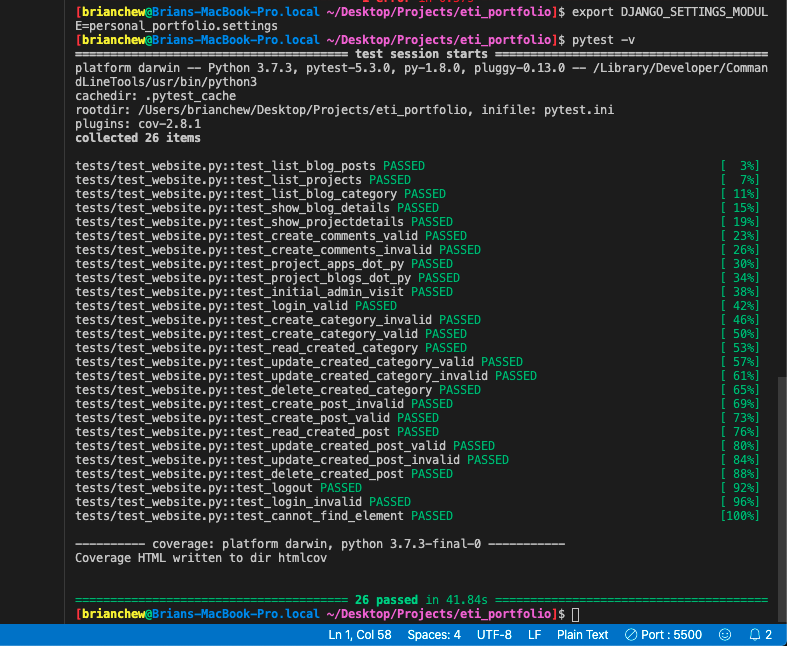 [brianchew@Brians-MacBook-Pro.local ~/Desktop/Projects/eti_portfolio]$ export DJANGO_SETTINGS_MODUL
E=personal_portfolio.settings
[brianchew@Brians-MacBook-Pro.local ~/Desktop/Projects/eti_portfolio]$ pytest -v
====================================== test session starts ======================================
platform darwin -- Python 3.7.3, pytest-5.3.0, py-1.8.0, pluggy-0.13.0 -- /Library/Developer/Comman
dLineTools/usr/bin/python3
cachedir: .pytest_cache
rootdir: /Users/brianchew/Desktop/Projects/eti_portfolio, inifile: pytest.ini
plugins: cov-2.8.1
collected 26 items
tests/test_website.py::test_list_blog_posts PASSED [  3%]
tests/test_website.py::test_list_projects PASSED [  7%]
tests/test_website.py::test_list_blog_category PASSED [ 11%]
tests/test_website.py::test_show_blog_details PASSED [ 15%]
tests/test_website.py::test_show_projectdetails PASSED [ 19%]
tests/test_website.py::test_create_comments_valid PASSED [ 23%]
tests/test_website.py::test_create_comments_invalid PASSED [ 26%]
tests/test_website.py::test_project_apps_dot_py PASSED [ 30%]
tests/test_website.py::test_project_blogs_dot_py PASSED [ 34%]
tests/test_website.py::test_initial_admin_visit PASSED [ 38%]
tests/test_website.py::test_login_valid PASSED [ 42%]
tests/test_website.py::test_create_category_invalid PASSED [ 46%]
tests/test_website.py::test_create_category_valid PASSED [ 50%]
tests/test_website.py::test_read_created_category PASSED [ 53%]
tests/test_website.py::test_update_created_category_valid PASSED [ 57%]
tests/test_website.py::test_update_created_category_invalid PASSED [ 61%]
tests/test_website.py::test_delete_created_category PASSED [ 65%]
tests/test_website.py::test_create_post_invalid PASSED [ 69%]
tests/test_website.py::test_create_post_valid PASSED [ 73%]
tests/test_website.py::test_read_created_post PASSED [ 76%]
tests/test_website.py::test_update_created_post_valid PASSED [ 80%]
tests/test_website.py::test_update_created_post_invalid PASSED [ 84%]
tests/test_website.py::test_delete_created_post PASSED [ 88%]
tests/test_website.py::test_logout PASSED [ 92%]
tests/test_website.py::test_login_invalid PASSED [ 96%]
tests/test_website.py::test_cannot_find_element PASSED [100%]
---------- coverage: platform darwin, python 3.7.3-final-0 -----------
Coverage HTML written to dir htmlcov
====================================== 26 passed in 41.84s ======================================
[brianchew@Brians-MacBook-Pro.local ~/Desktop/Projects/eti_portfolio]$
Ln 1, Col 58 Spaces: 4 UTF-8 LF Plain Text Port : 5500 2